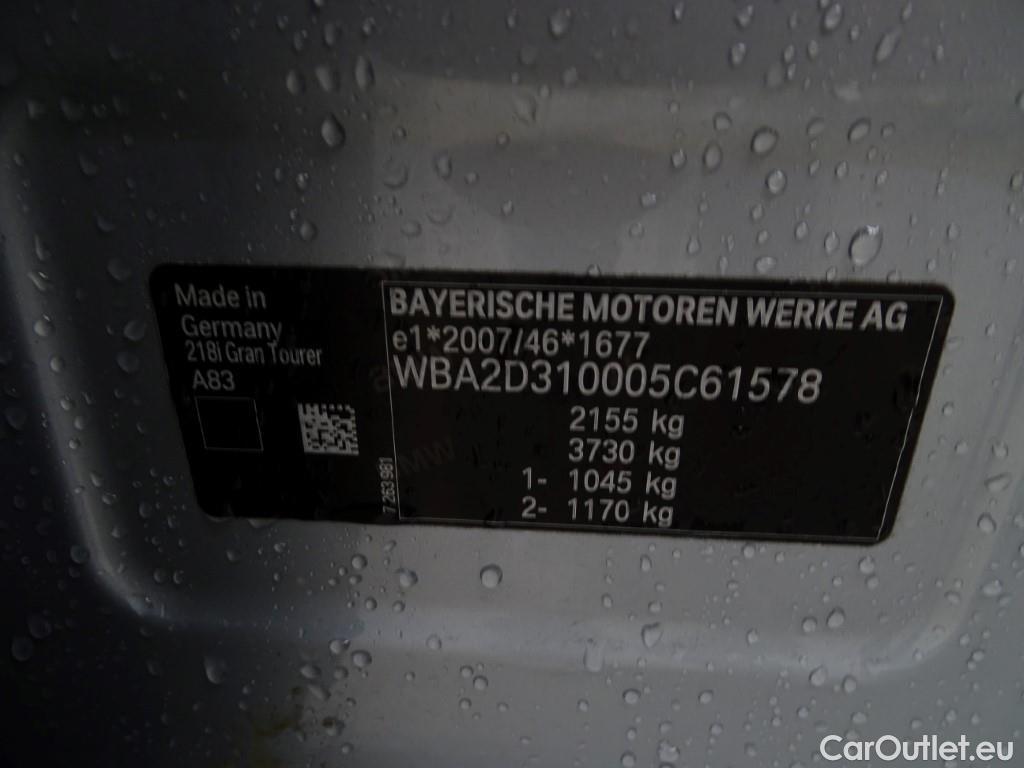 Made in
Germany
218i Gran Tourer
A83
7 263 981
BAYERISCHE MOTOREN WERKE AG
e1*2007/46*1677
WBA2D310005C61578
2155 kg
3730 kg
1- 1045 kg
2- 1170 kg
CarOutlet.eu